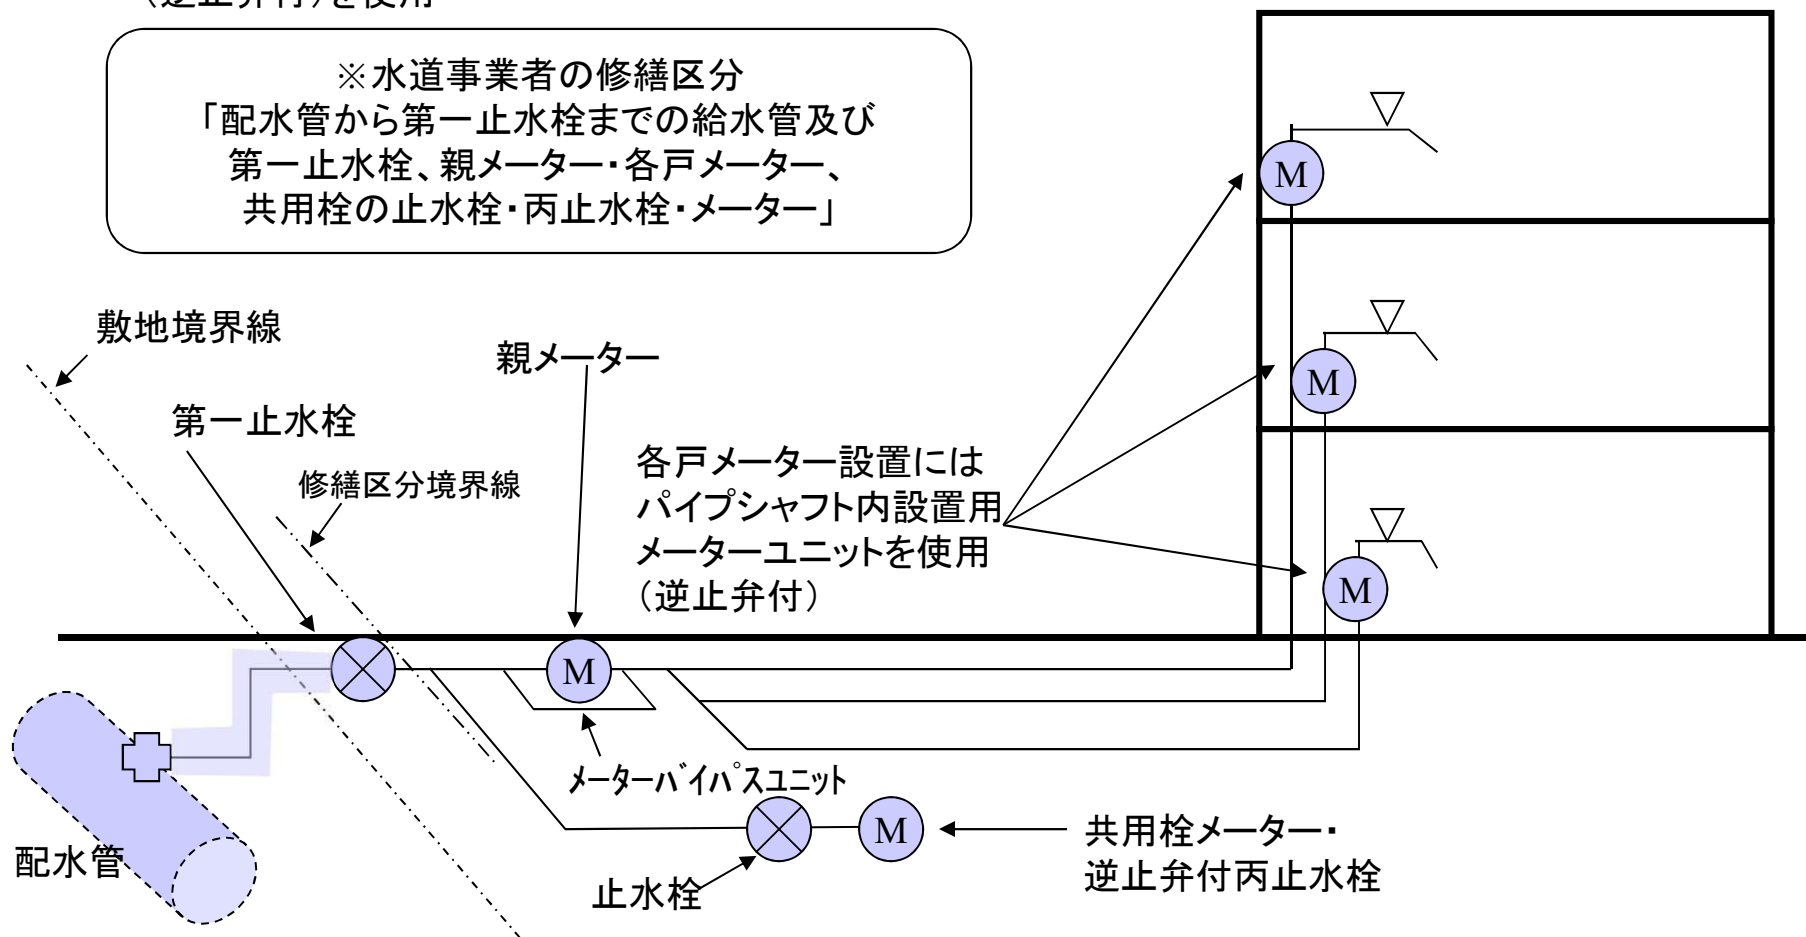 (逆止弁付)を使用
※水道事業者の修繕区分
「配水管から第一止水栓までの給水管及び
第一止水栓、親メーター・各戸メーター、
共用栓の止水栓・丙止水栓・メーター」
敷地境界線
親メーター
第一止水栓
修繕区分境界線
各戸メーター設置には
パイプシャフト内設置用
メーターユニットを使用
(逆止弁付)
M
M
M
M
メーターバイパスユニット
M
共用栓メーター・
逆止弁付丙止水栓
配水管
止水栓